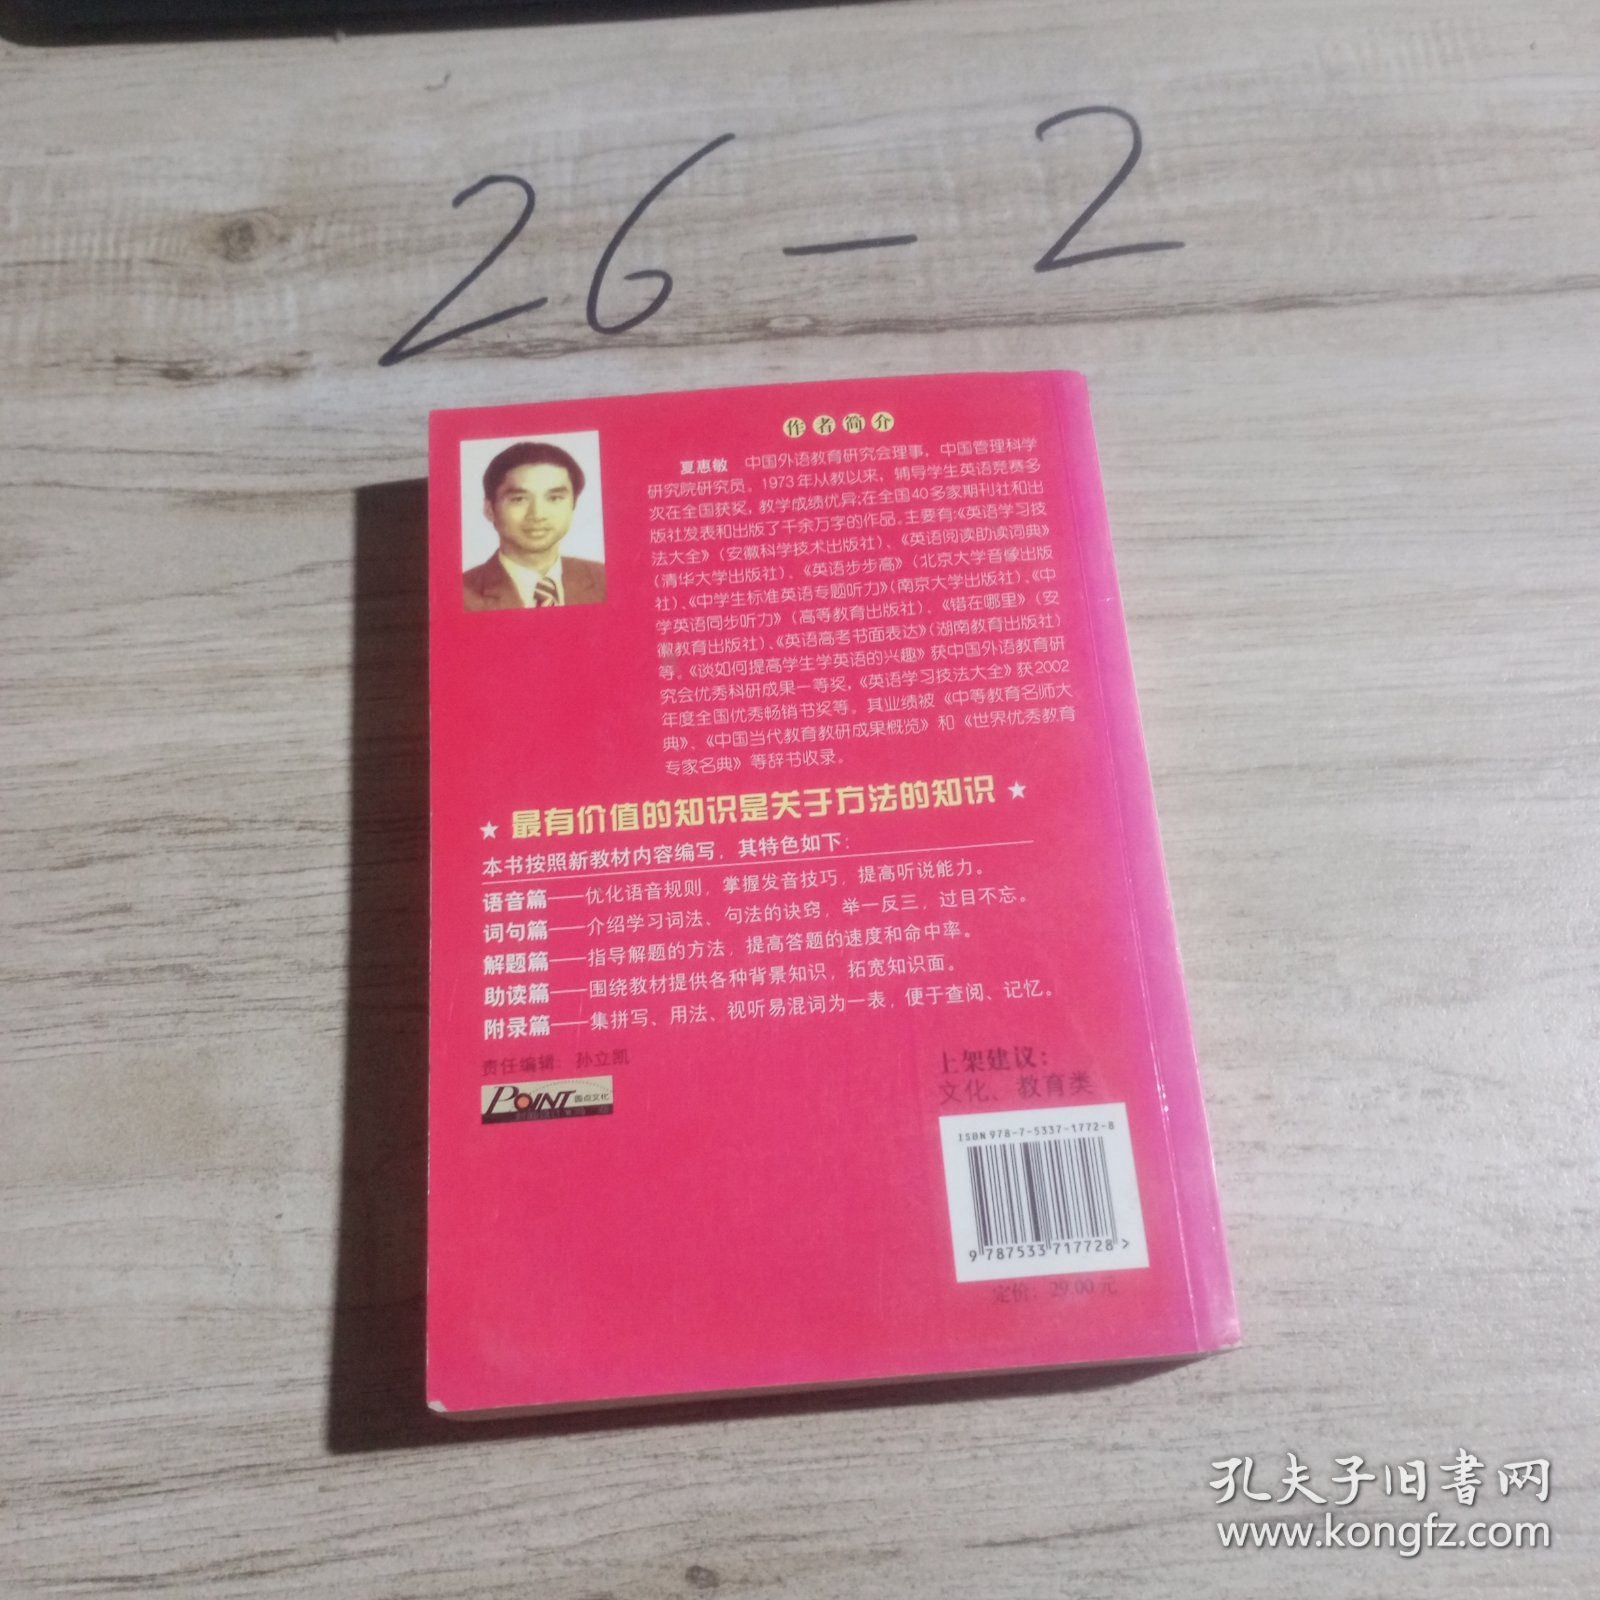 26-2
作者简介
夏惠敏 中国外语教育研究会理事，中国管理科学
研究院研究员。1973年从教以来，辅导学生英语竞赛多
次在全国获奖，教学成绩优异；在全国40多家期刊社和出
版社发表和出版了千余万字的作品。主要有：《英语学习技
法大全》（安徽科学技术出版社）、《英语阅读助读词典》
（清华大学出版社）、《英语步步高》（北京大学音像出版
社）、《中学生标准英语专题听力》（南京大学出版社）、《中
学英语同步听力》（高等教育出版社）、《错在哪里》（安
徽教育出版社）、《英语高考书面表达》（湖南教育出版社）
等。《谈如何提高学生学英语的兴趣》获中国外语教育研
究会优秀科研成果一等奖，《英语学习技法大全》获2002
年度全国优秀畅销书奖等。其业绩被《中等教育名师大
典》、《中国当代教育教研成果概览》和《世界优秀教育
专家名典》等辞书收录。
★ 最有价值的知识是关于方法的知识 ★
本书按照新教材内容编写，其特色如下：
语音篇——优化语音规则，掌握发音技巧，提高听说能力。
词句篇——介绍学习词法、句法的诀窍，举一反三，过目不忘。
解题篇——指导解题的方法，提高答题的速度和命中率。
助读篇——围绕教材提供各种背景知识，拓宽知识面。
附录篇——集拼写、用法、视听易混词为一表，便于查阅、记忆。
责任编辑：孙立凯
POINT 圆点文化
上架建议：
文化、教育类
ISBN 978-7-5337-1772-8
9 787533 717728 >
定价：29.00元
孔夫子旧书网
www.kongfz.com